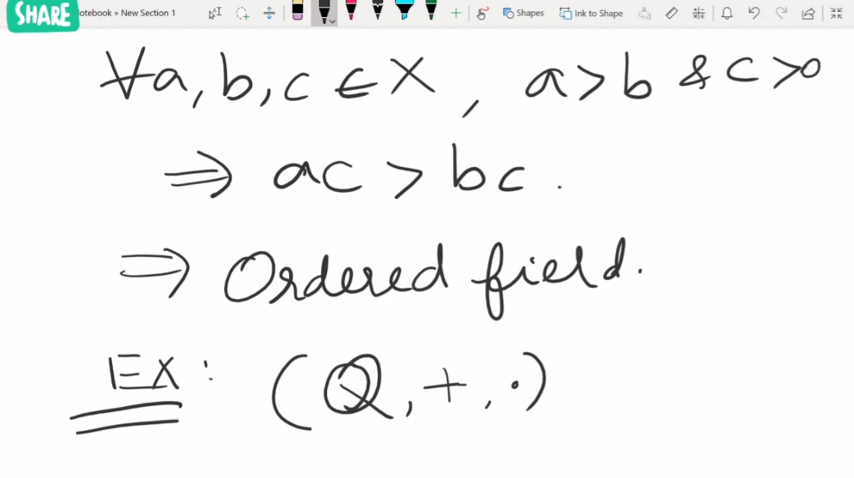 SHARE
Notebook » New Section 1
Shapes
Ink to Shape
∀a, b, c ∈ X , a > b & c > 0
⇒ ac > bc .
⇒ Ordered field.
EX : (Q, +, ·)